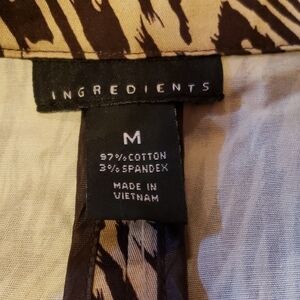 INGREDIENTS
M
97% COTTON
3% SPANDEX
MADE IN
VIETNAM